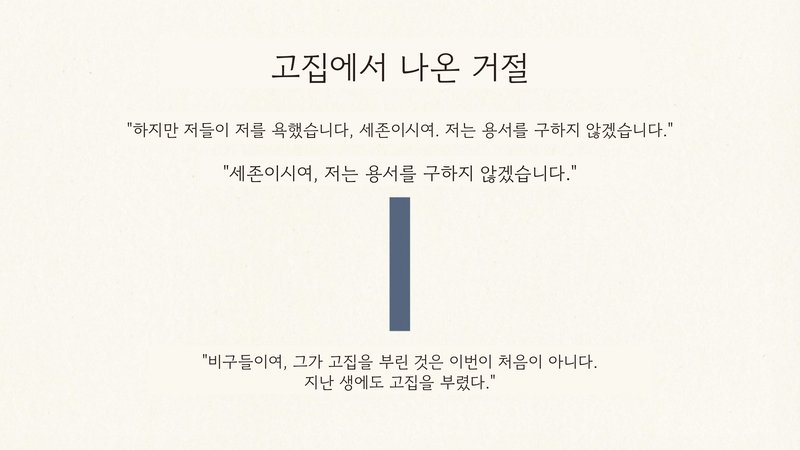 고집에서 나온 거절
"하지만 저들이 저를 욕했습니다, 세존이시여. 저는 용서를 구하지 않겠습니다."
"세존이시여, 저는 용서를 구하지 않겠습니다."
"비구들이여, 그가 고집을 부린 것은 이번이 처음이 아니다.
지난 생에도 고집을 부렸다."